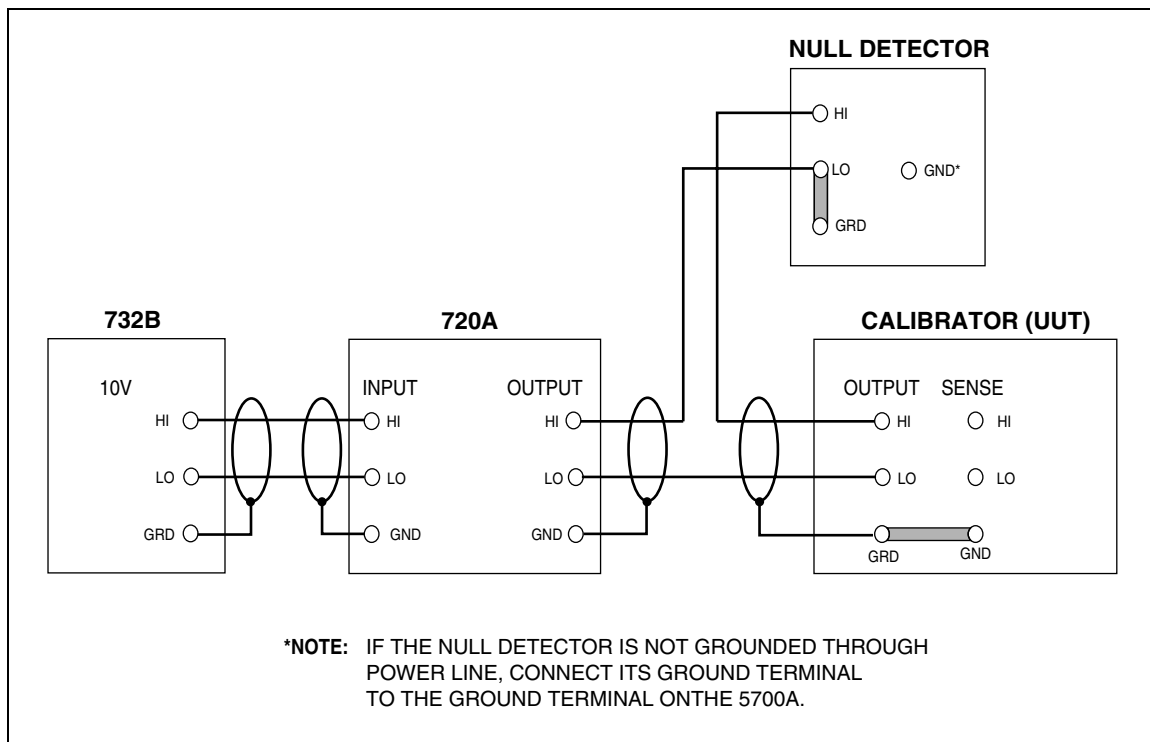 NULL DETECTOR
HI
LO
GND*
GRD
732B
720A
CALIBRATOR (UUT)
10V
INPUT
OUTPUT
OUTPUT
SENSE
HI
HI
HI
HI
HI
LO
LO
LO
LO
LO
GRD
GND
GND
GRD
GND
*NOTE: IF THE NULL DETECTOR IS NOT GROUNDED THROUGH
POWER LINE, CONNECT ITS GROUND TERMINAL
TO THE GROUND TERMINAL ONTHE 5700A.